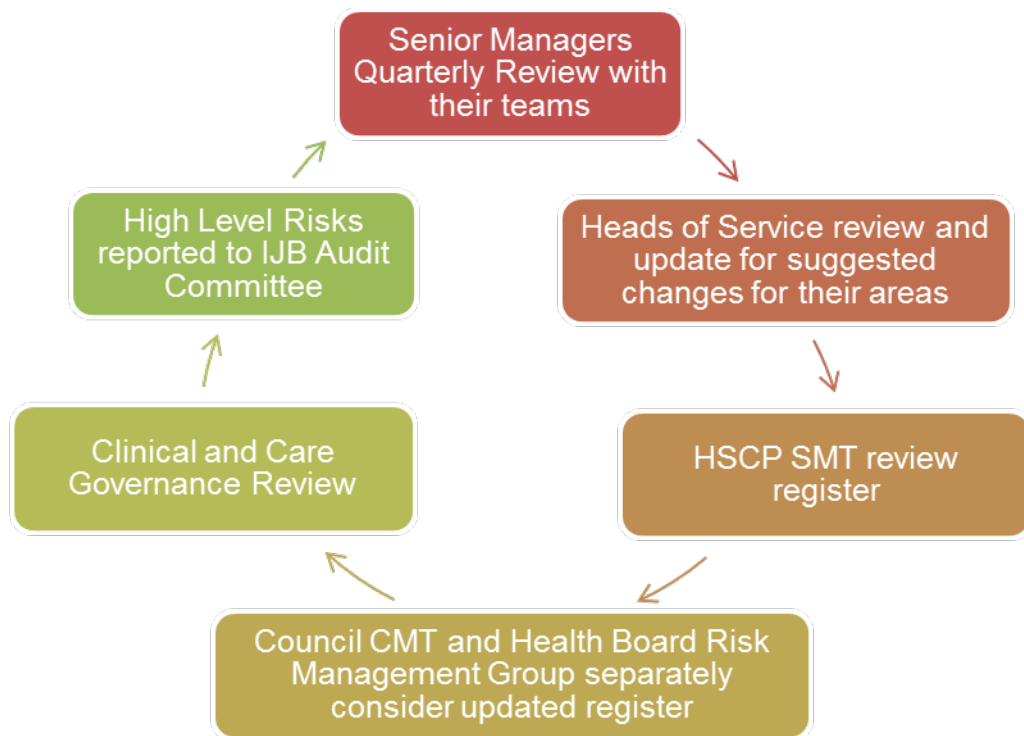 Senior Managers
Quarterly Review with
their teams
Heads of Service review and
update for suggested
changes for their areas
HSCP SMT review
register
Council CMT and Health Board Risk
Management Group separately
consider updated register
Clinical and Care
Governance Review
High Level Risks
reported to IJB Audit
Committee